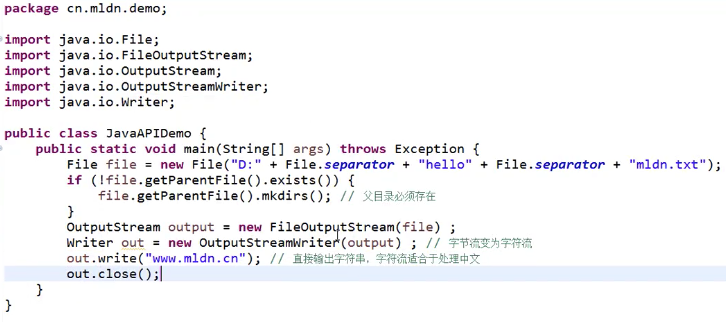 package cn.mldn.demo;
import java.io.File;
import java.io.FileOutputStream;
import java.io.OutputStream;
import java.io.OutputStreamWriter;
import java.io.Writer;
public class JavaAPIDemo {
public static void main(String[] args) throws Exception {
File file = new File("D:" + File.separator + "hello" + File.separator + "mldn.txt");
if (!file.getParentFile().exists()) {
file.getParentFile().mkdirs(); // 父目录必须存在
}
OutputStream output = new FileOutputStream(file) ;
Writer out = new OutputStreamWriter(output) ; // 字节流变为字符流
out.write("www.mldn.cn"); // 直接输出字符串，字符流适合于处理中文
out.close();
}
}